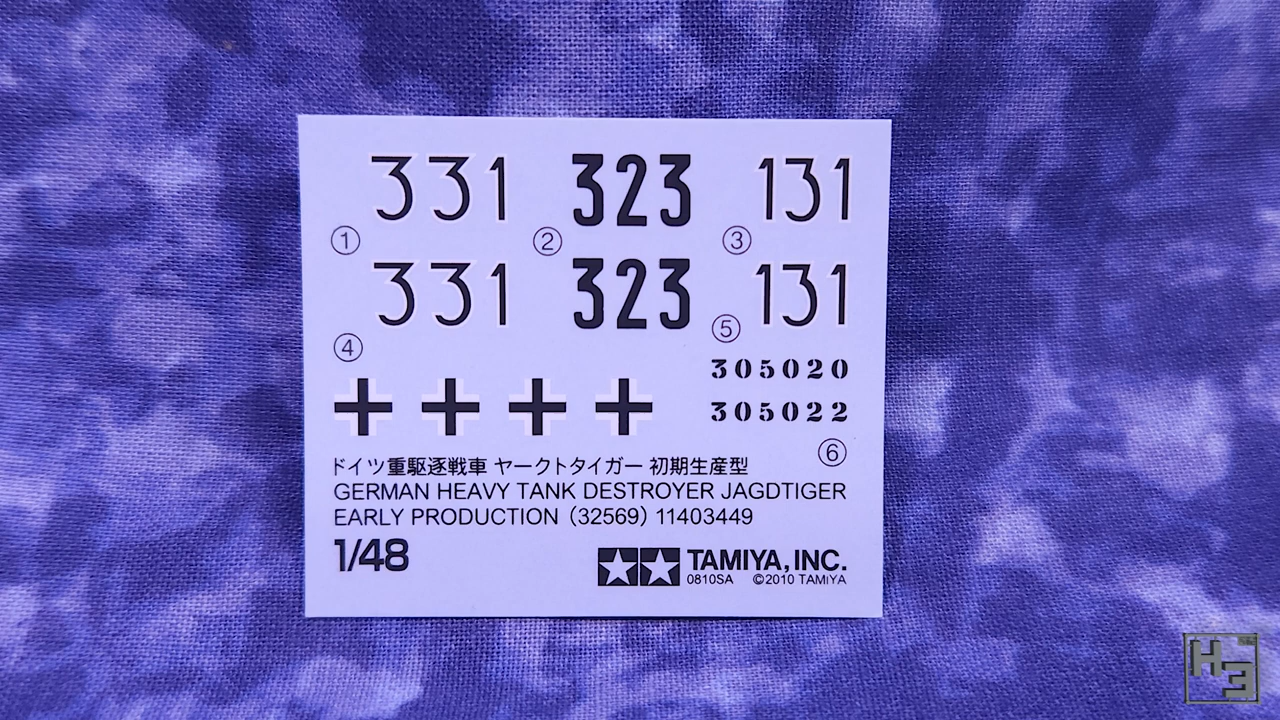 331 323 131
① ② ③
331 323 131
④ ⑤
305020
305022
⑥
ドイツ重駆逐戦車 ヤークトタイガー 初期生産型
GERMAN HEAVY TANK DESTROYER JAGDTIGER
EARLY PRODUCTION (32569) 11403449
1/48
TAMIYA, INC.
0810SA ©2010 TAMIYA
H3